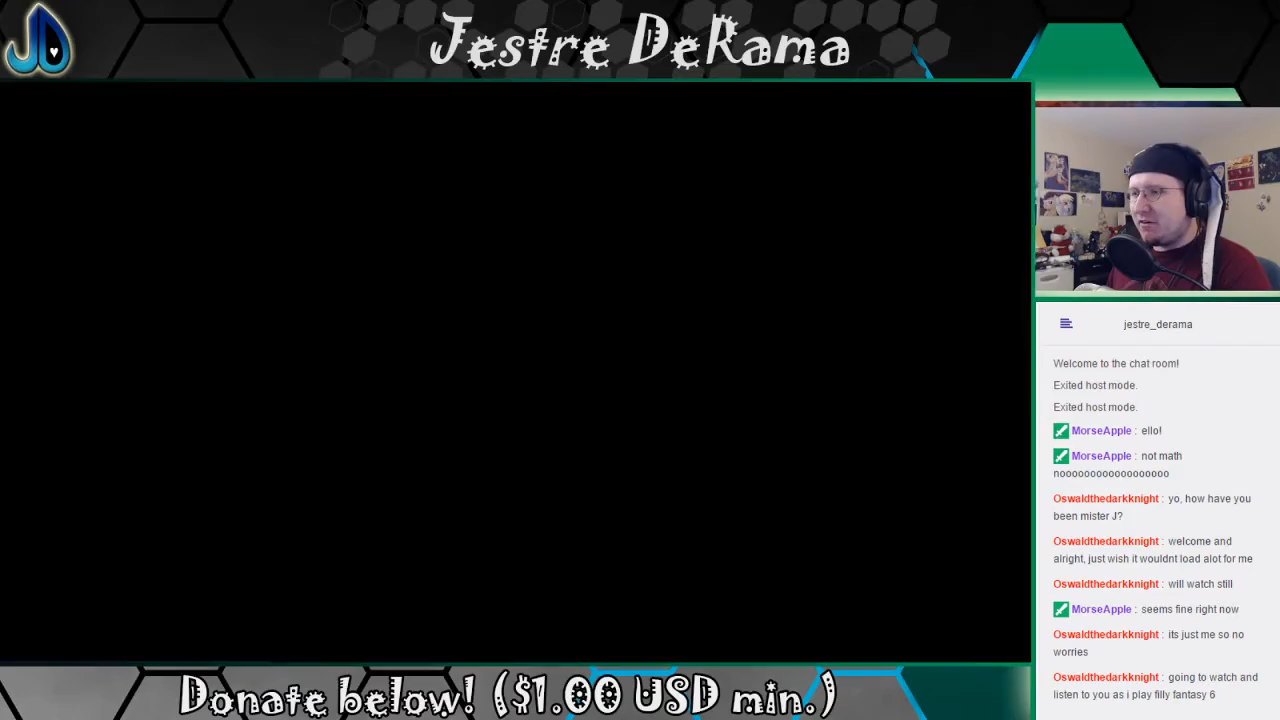 JD
Jestre DeRama
jestre_derama
Welcome to the chat room!
Exited host mode.
Exited host mode.
MorseApple : ello!
MorseApple : not math
noooooooooooooooooo
Oswaldthedarkknight : yo, how have you
been mister J?
Oswaldthedarkknight : welcome and
alright, just wish it wouldnt load alot for me
Oswaldthedarkknight : will watch still
MorseApple : seems fine right now
Oswaldthedarkknight : its just me so no
worries
Oswaldthedarkknight : going to watch and
listen to you as i play filly fantasy 6
Donate below! ($1.00 USD min.)